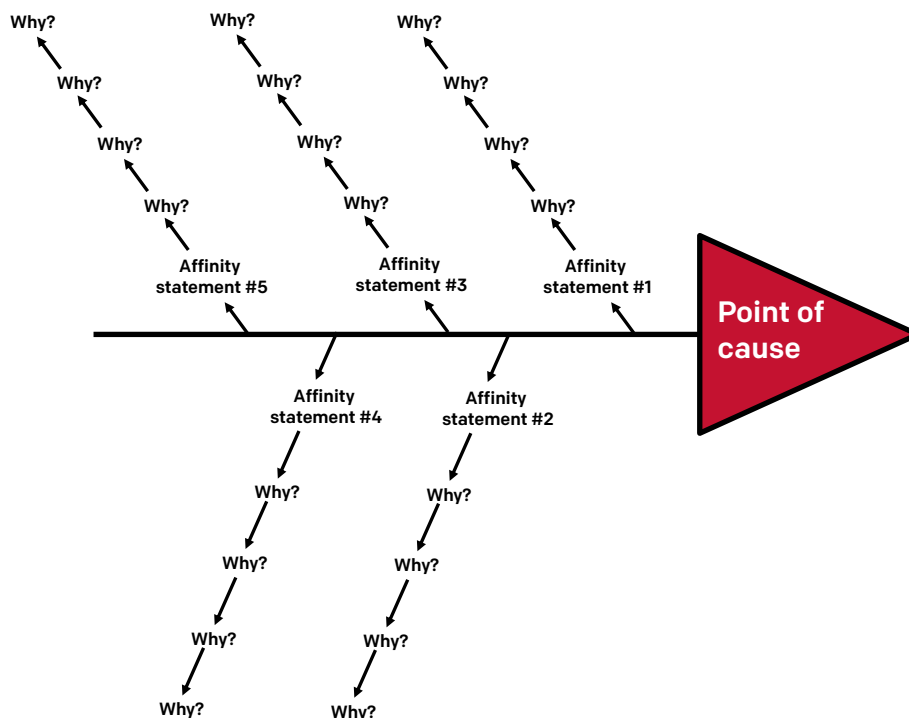 Why?
Why?
Why?
Why?
Why?
Why?
Why?
Why?
Why?
Why?
Why?
Why?
Affinity
statement #5
Affinity
statement #3
Affinity
statement #1
Point of
cause
Affinity
statement #4
Affinity
statement #2
Why?
Why?
Why?
Why?
Why?
Why?
Why?
Why?